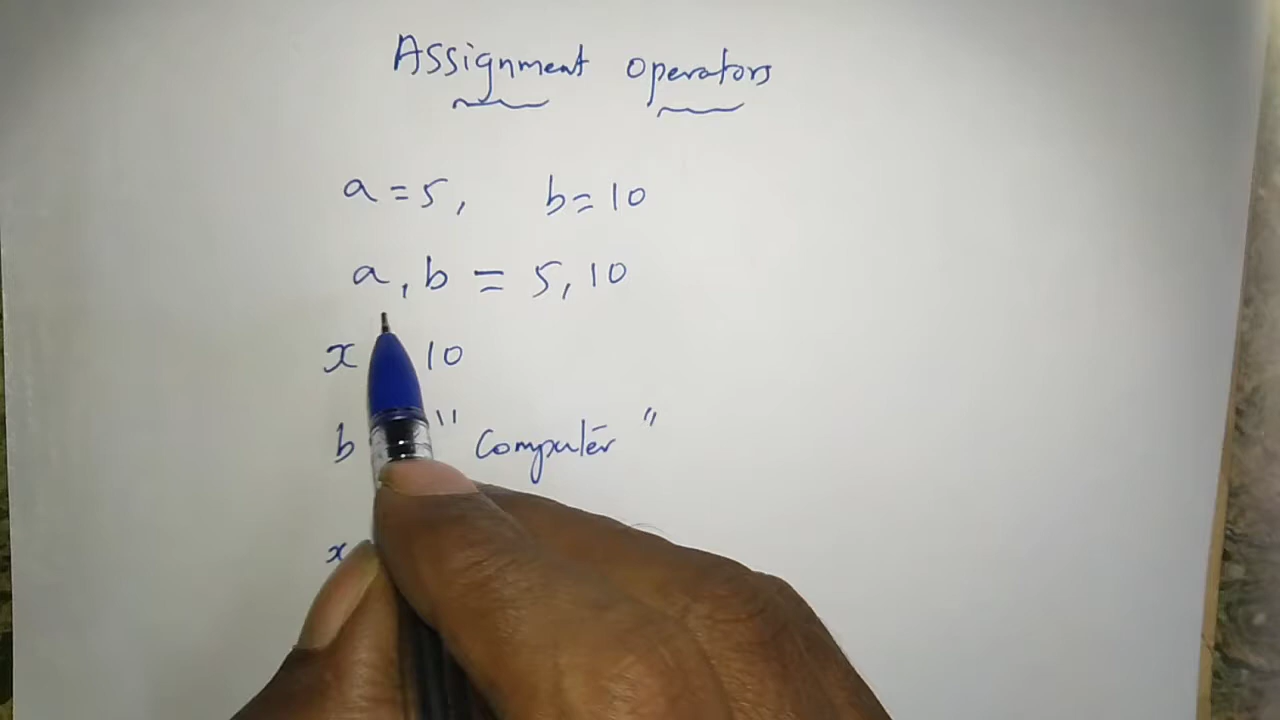 Assignment operators
a = 5, b = 10
a, b = 5, 10
x 10
b " Computer "
x